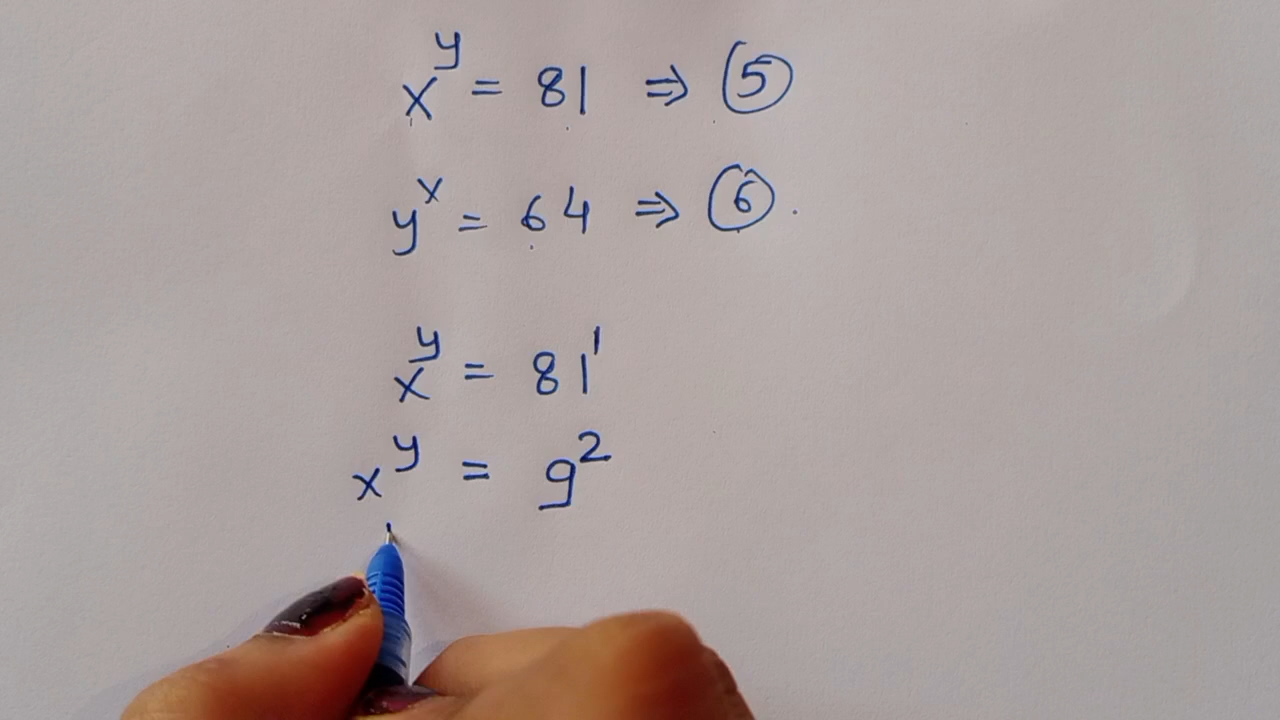 x^y = 81 ⇒ ⑤
y^x = 64 ⇒ ⑥.
x^y = 81^1
x^y = 9^2